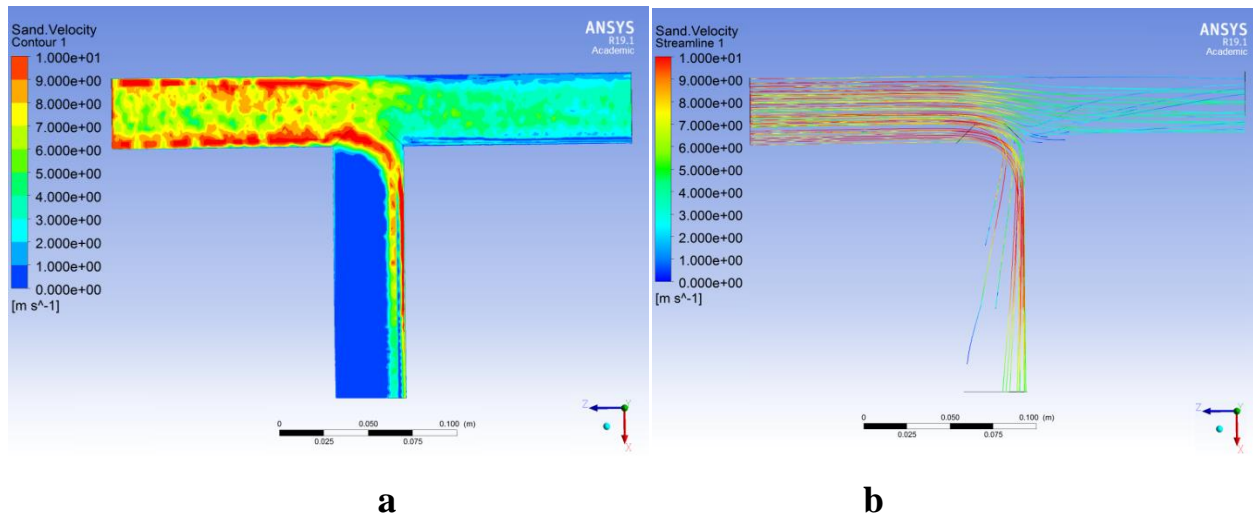 Sand.Velocity
Contour 1
1.000e+01
9.000e+00
8.000e+00
7.000e+00
6.000e+00
5.000e+00
4.000e+00
3.000e+00
2.000e+00
1.000e+00
0.000e+00
[m s^-1]
ANSYS
R19.1
Academic
0 0.050 0.100 (m)
0.025 0.075
Z
Y
X
a
Sand.Velocity
Streamline 1
1.000e+01
9.000e+00
8.000e+00
7.000e+00
6.000e+00
5.000e+00
4.000e+00
3.000e+00
2.000e+00
1.000e+00
0.000e+00
[m s^-1]
ANSYS
R19.1
Academic
0 0.050 0.100 (m)
0.025 0.075
Z
Y
X
b